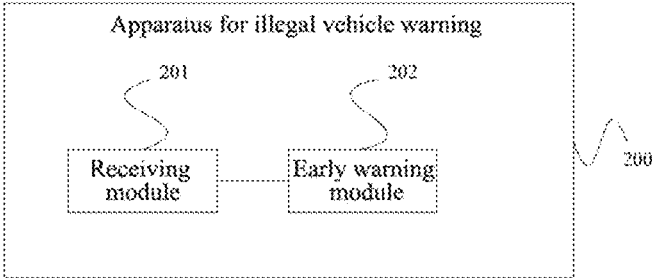 Apparatus for illegal vehicle warning
201
202
Receiving
module
Early warning
module
200